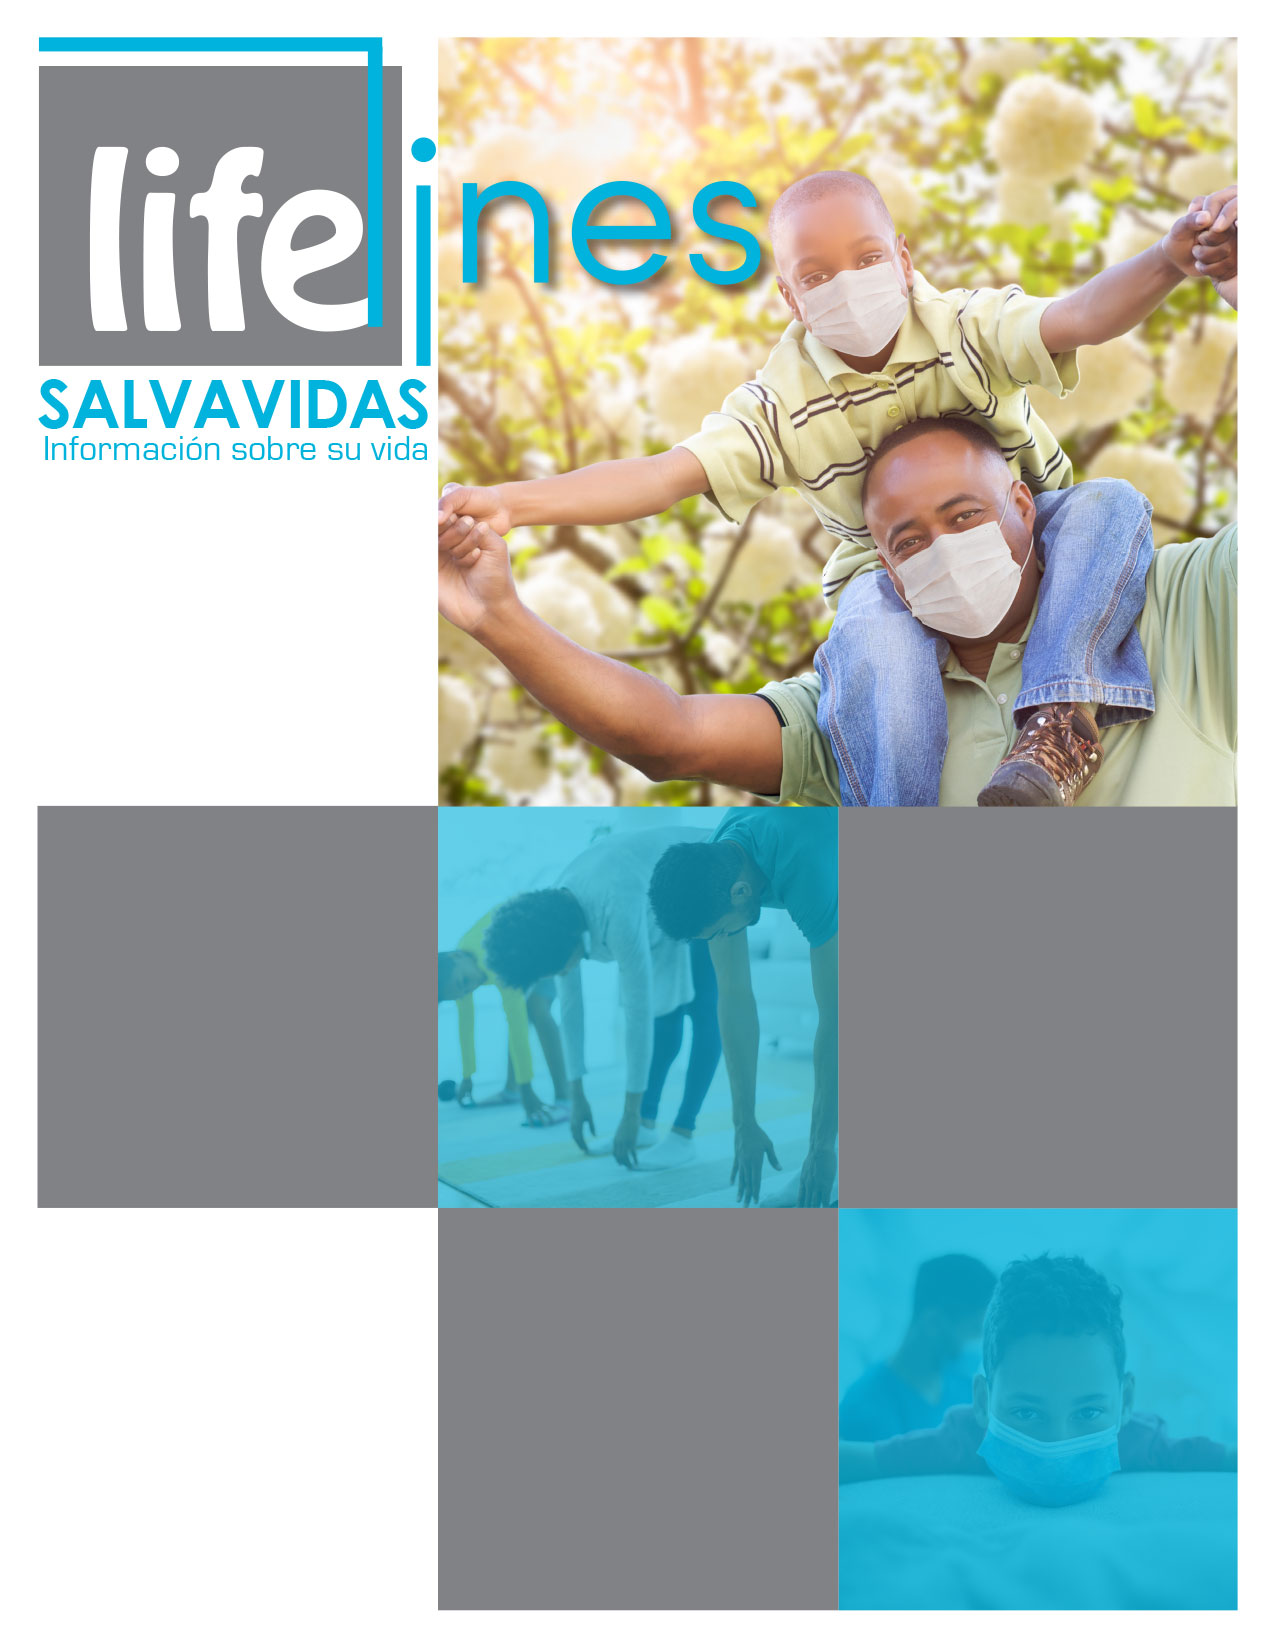 lifelines
SALVAVIDAS
Información sobre su vida